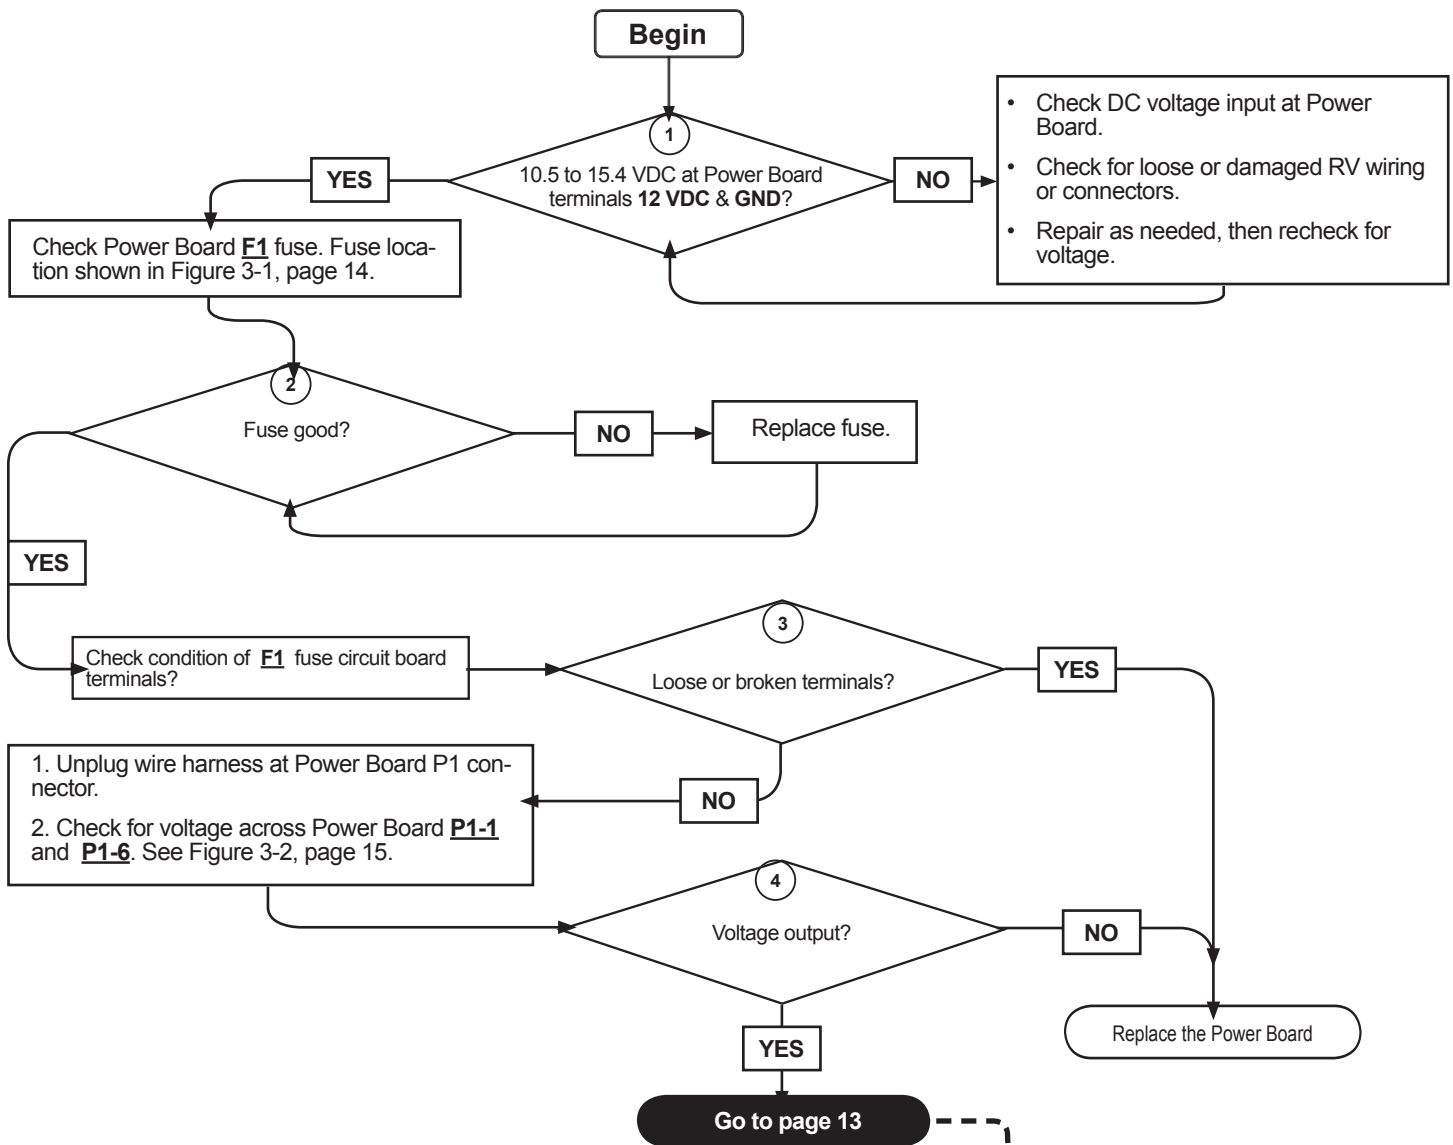 Begin
1
10.5 to 15.4 VDC at Power Board
terminals 12 VDC & GND?
YES
NO
• Check DC voltage input at Power
Board.
• Check for loose or damaged RV wiring
or connectors.
• Repair as needed, then recheck for
voltage.
Check Power Board F1 fuse. Fuse loca-
tion shown in Figure 3-1, page 14.
2
Fuse good?
NO
Replace fuse.
YES
Check condition of F1 fuse circuit board
terminals?
3
Loose or broken terminals?
YES
NO
1. Unplug wire harness at Power Board P1 con-
nector.
2. Check for voltage across Power Board P1-1
and P1-6. See Figure 3-2, page 15.
4
Voltage output?
NO
Replace the Power Board
YES
Go to page 13